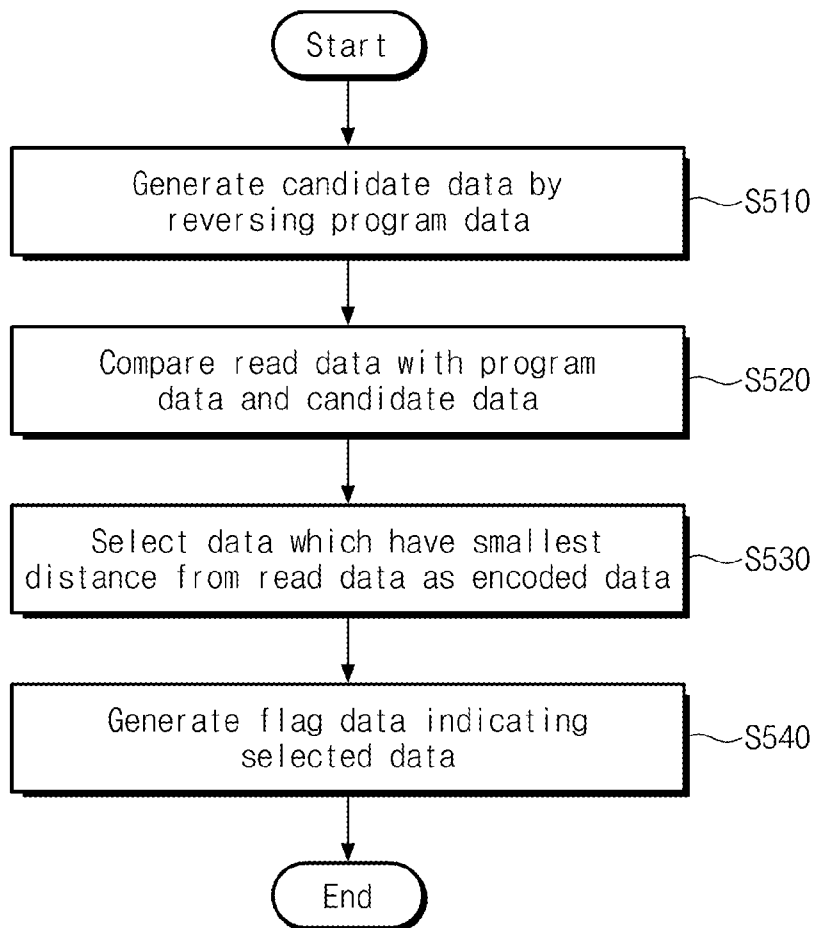 Start
Generate candidate data by
reversing program data
S510
Compare read data with program
data and candidate data
S520
Select data which have smallest
distance from read data as encoded data
S530
Generate flag data indicating
selected data
S540
End